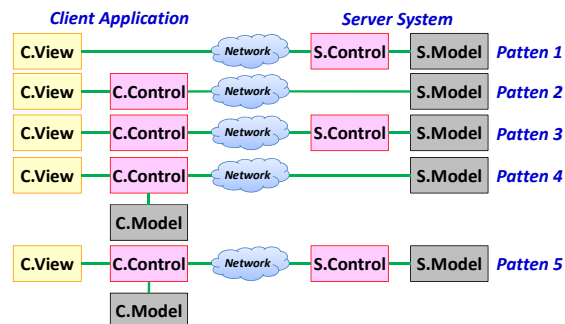 Client Application Server System
C.View Network S.Control S.Model Patten 1
C.View C.Control Network S.Model Patten 2
C.View C.Control Network S.Control S.Model Patten 3
C.View C.Control Network S.Model Patten 4
C.Model
C.View C.Control Network S.Control S.Model Patten 5
C.Model